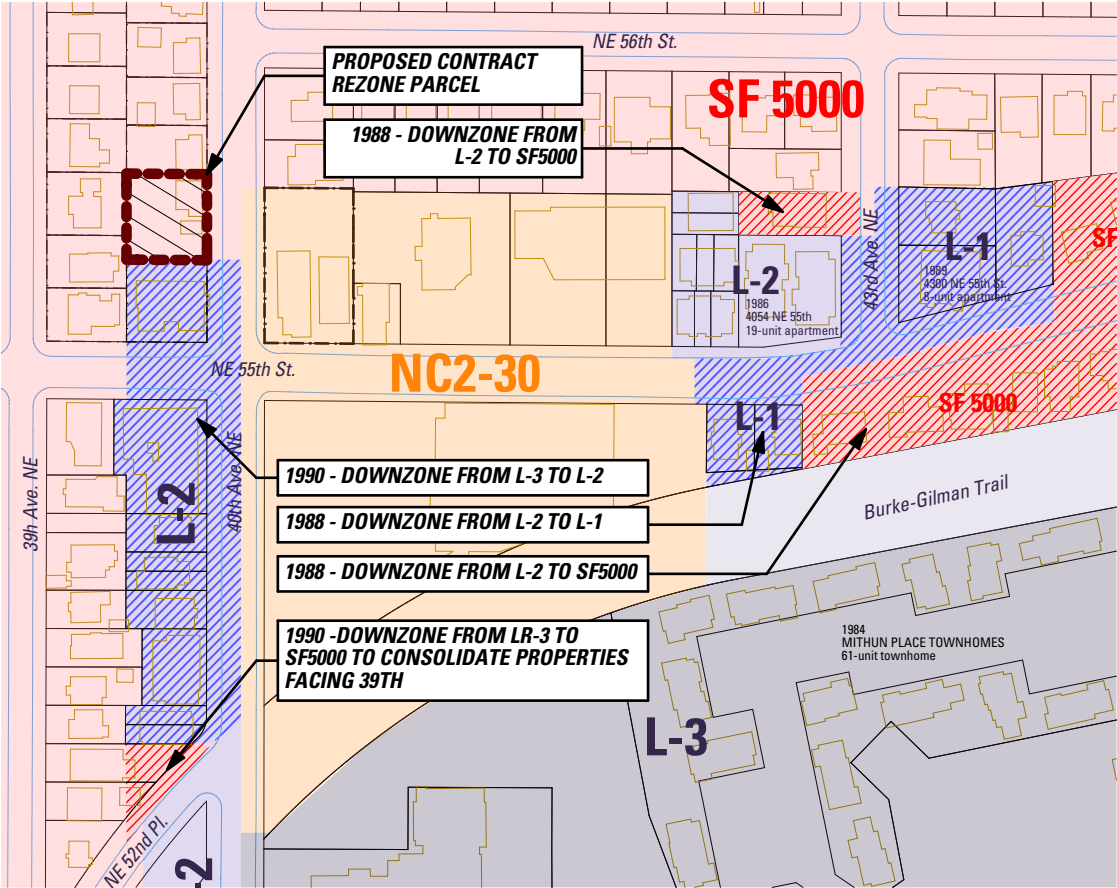 NE 56th St.
PROPOSED CONTRACT
REZONE PARCEL
SF 5000
1988 - DOWNZONE FROM
L-2 TO SF5000
43rd Ave. NE
L-1
1989
4300 NE 55th St.
8-unit apartment
SF
L-2
1986
4054 NE 55th
19-unit apartment
NE 55th St.
NC2-30
L-1
SF 5000
39h Ave. NE
L-2
40th Ave. NE
1990 - DOWNZONE FROM L-3 TO L-2
1988 - DOWNZONE FROM L-2 TO L-1
1988 - DOWNZONE FROM L-2 TO SF5000
Burke-Gilman Trail
1990 -DOWNZONE FROM LR-3 TO
SF5000 TO CONSOLIDATE PROPERTIES
FACING 39TH
1984
MITHUN PLACE TOWNHOMES
61-unit townhome
L-3
NE 52nd Pl.
-2